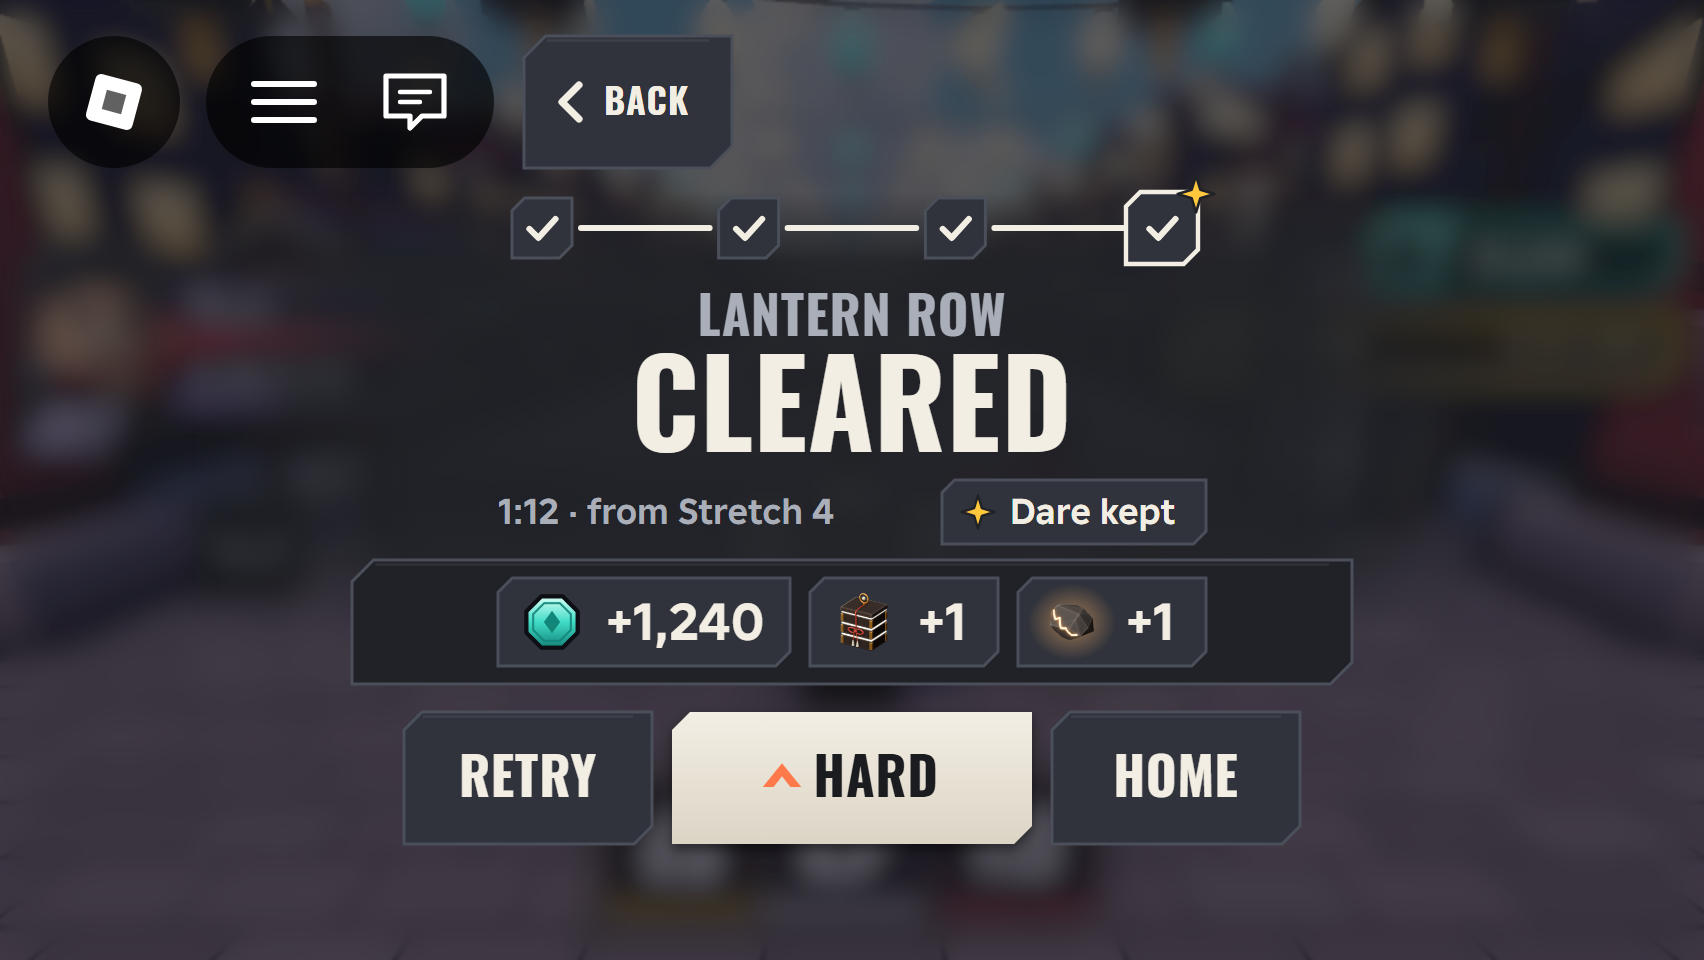 BACK
LANTERN ROW
CLEARED
1:12 · from Stretch 4
Dare kept
+1,240
+1
+1
RETRY
HARD
HOME